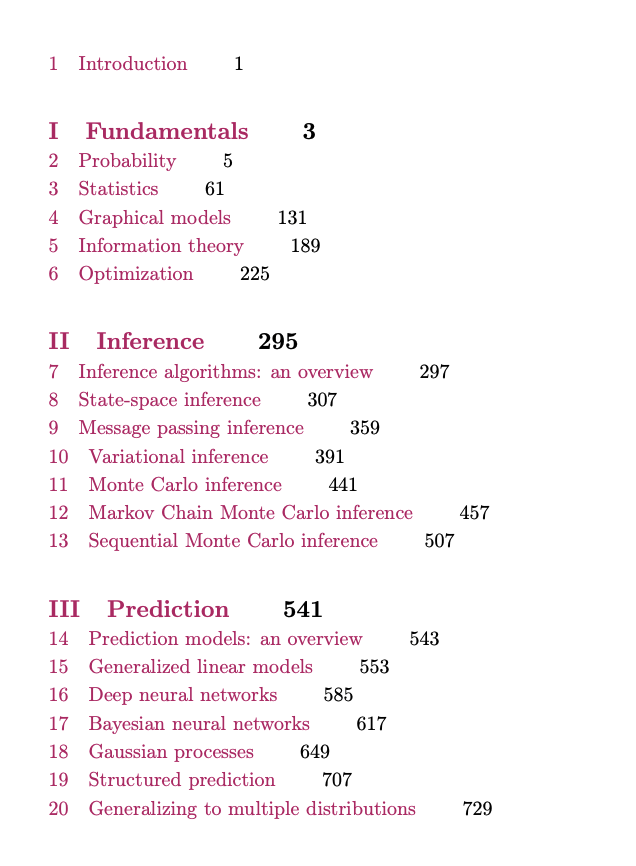 1 Introduction 1
I Fundamentals 3
2 Probability 5
3 Statistics 61
4 Graphical models 131
5 Information theory 189
6 Optimization 225
II Inference 295
7 Inference algorithms: an overview 297
8 State-space inference 307
9 Message passing inference 359
10 Variational inference 391
11 Monte Carlo inference 441
12 Markov Chain Monte Carlo inference 457
13 Sequential Monte Carlo inference 507
III Prediction 541
14 Prediction models: an overview 543
15 Generalized linear models 553
16 Deep neural networks 585
17 Bayesian neural networks 617
18 Gaussian processes 649
19 Structured prediction 707
20 Generalizing to multiple distributions 729